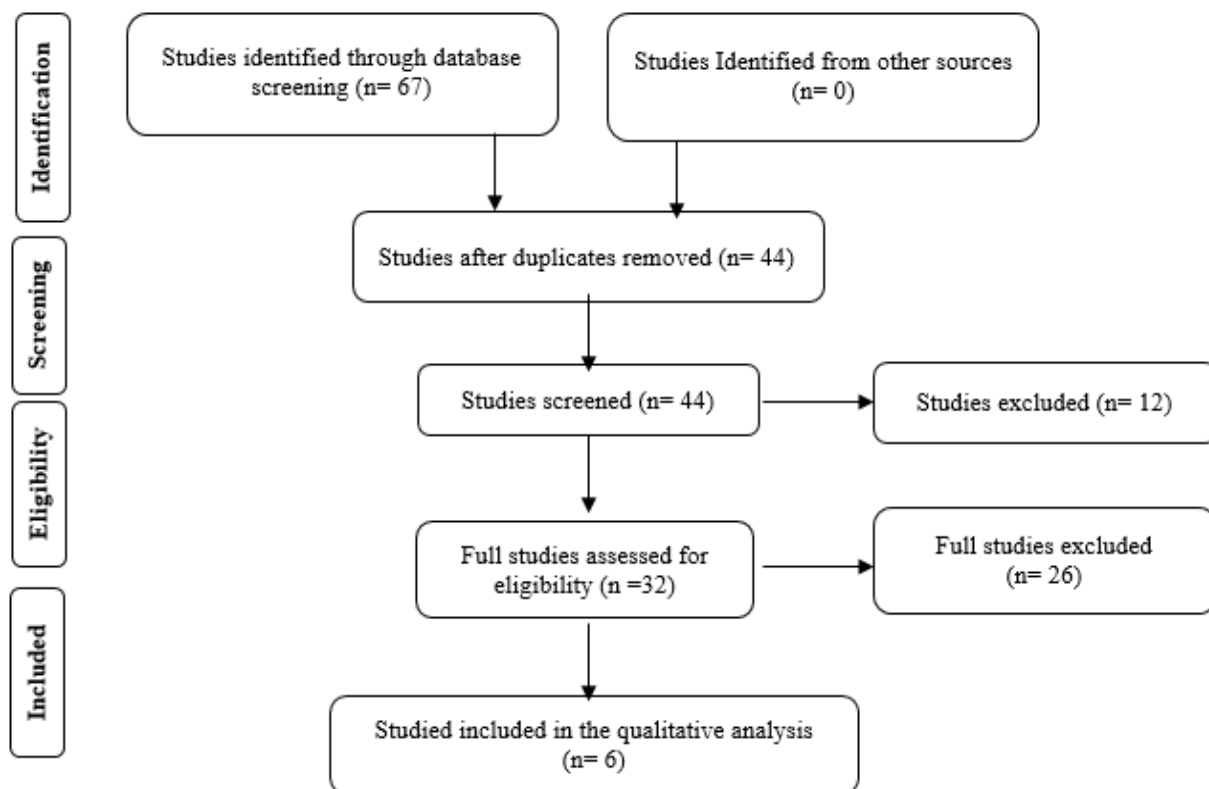 Identification
Studies identified through database
screening (n= 67)
Studies Identified from other sources
(n= 0)
Studies after duplicates removed (n= 44)
Screening
Studies screened (n= 44)
Studies excluded (n= 12)
Eligibility
Full studies assessed for
eligibility (n =32)
Full studies excluded
(n= 26)
Included
Studied included in the qualitative analysis
(n= 6)